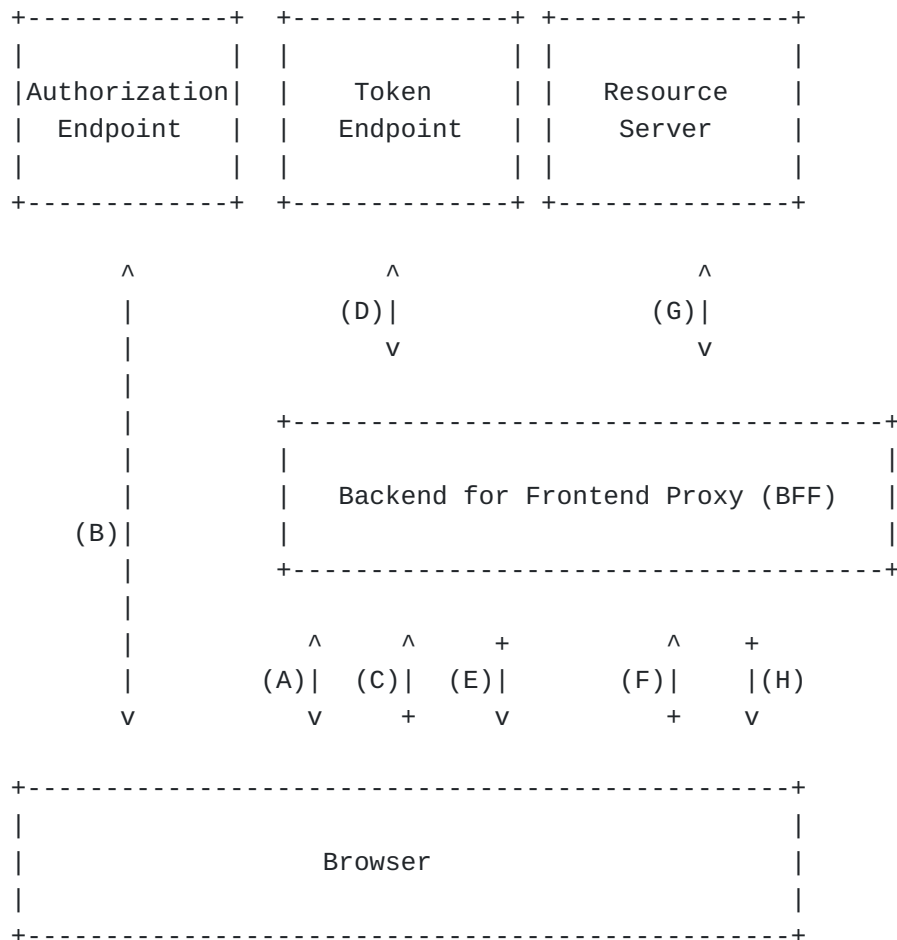 +-------------+  +--------------+ +---------------+
|             |  |              | |               |
|Authorization|  |    Token     | |   Resource    |
|  Endpoint   |  |   Endpoint   | |    Server     |
|             |  |              | |               |
+-------------+  +--------------+ +---------------+
       ^                ^                   ^
       |             (D)|                (G)|
       |                v                   v
       |
       |         +--------------------------------------+
       |         |                                      |
       |         |   Backend for Frontend Proxy (BFF)   |
    (B)|         |                                      |
       |         +--------------------------------------+
       |
       |           ^     ^     +          ^    +
       |        (A)|  (C)|  (E)|       (F)|    |(H)
       v           v     +     v          +    v
+-------------------------------------------------+
|                                                 |
|                   Browser                       |
|                                                 |
+-------------------------------------------------+